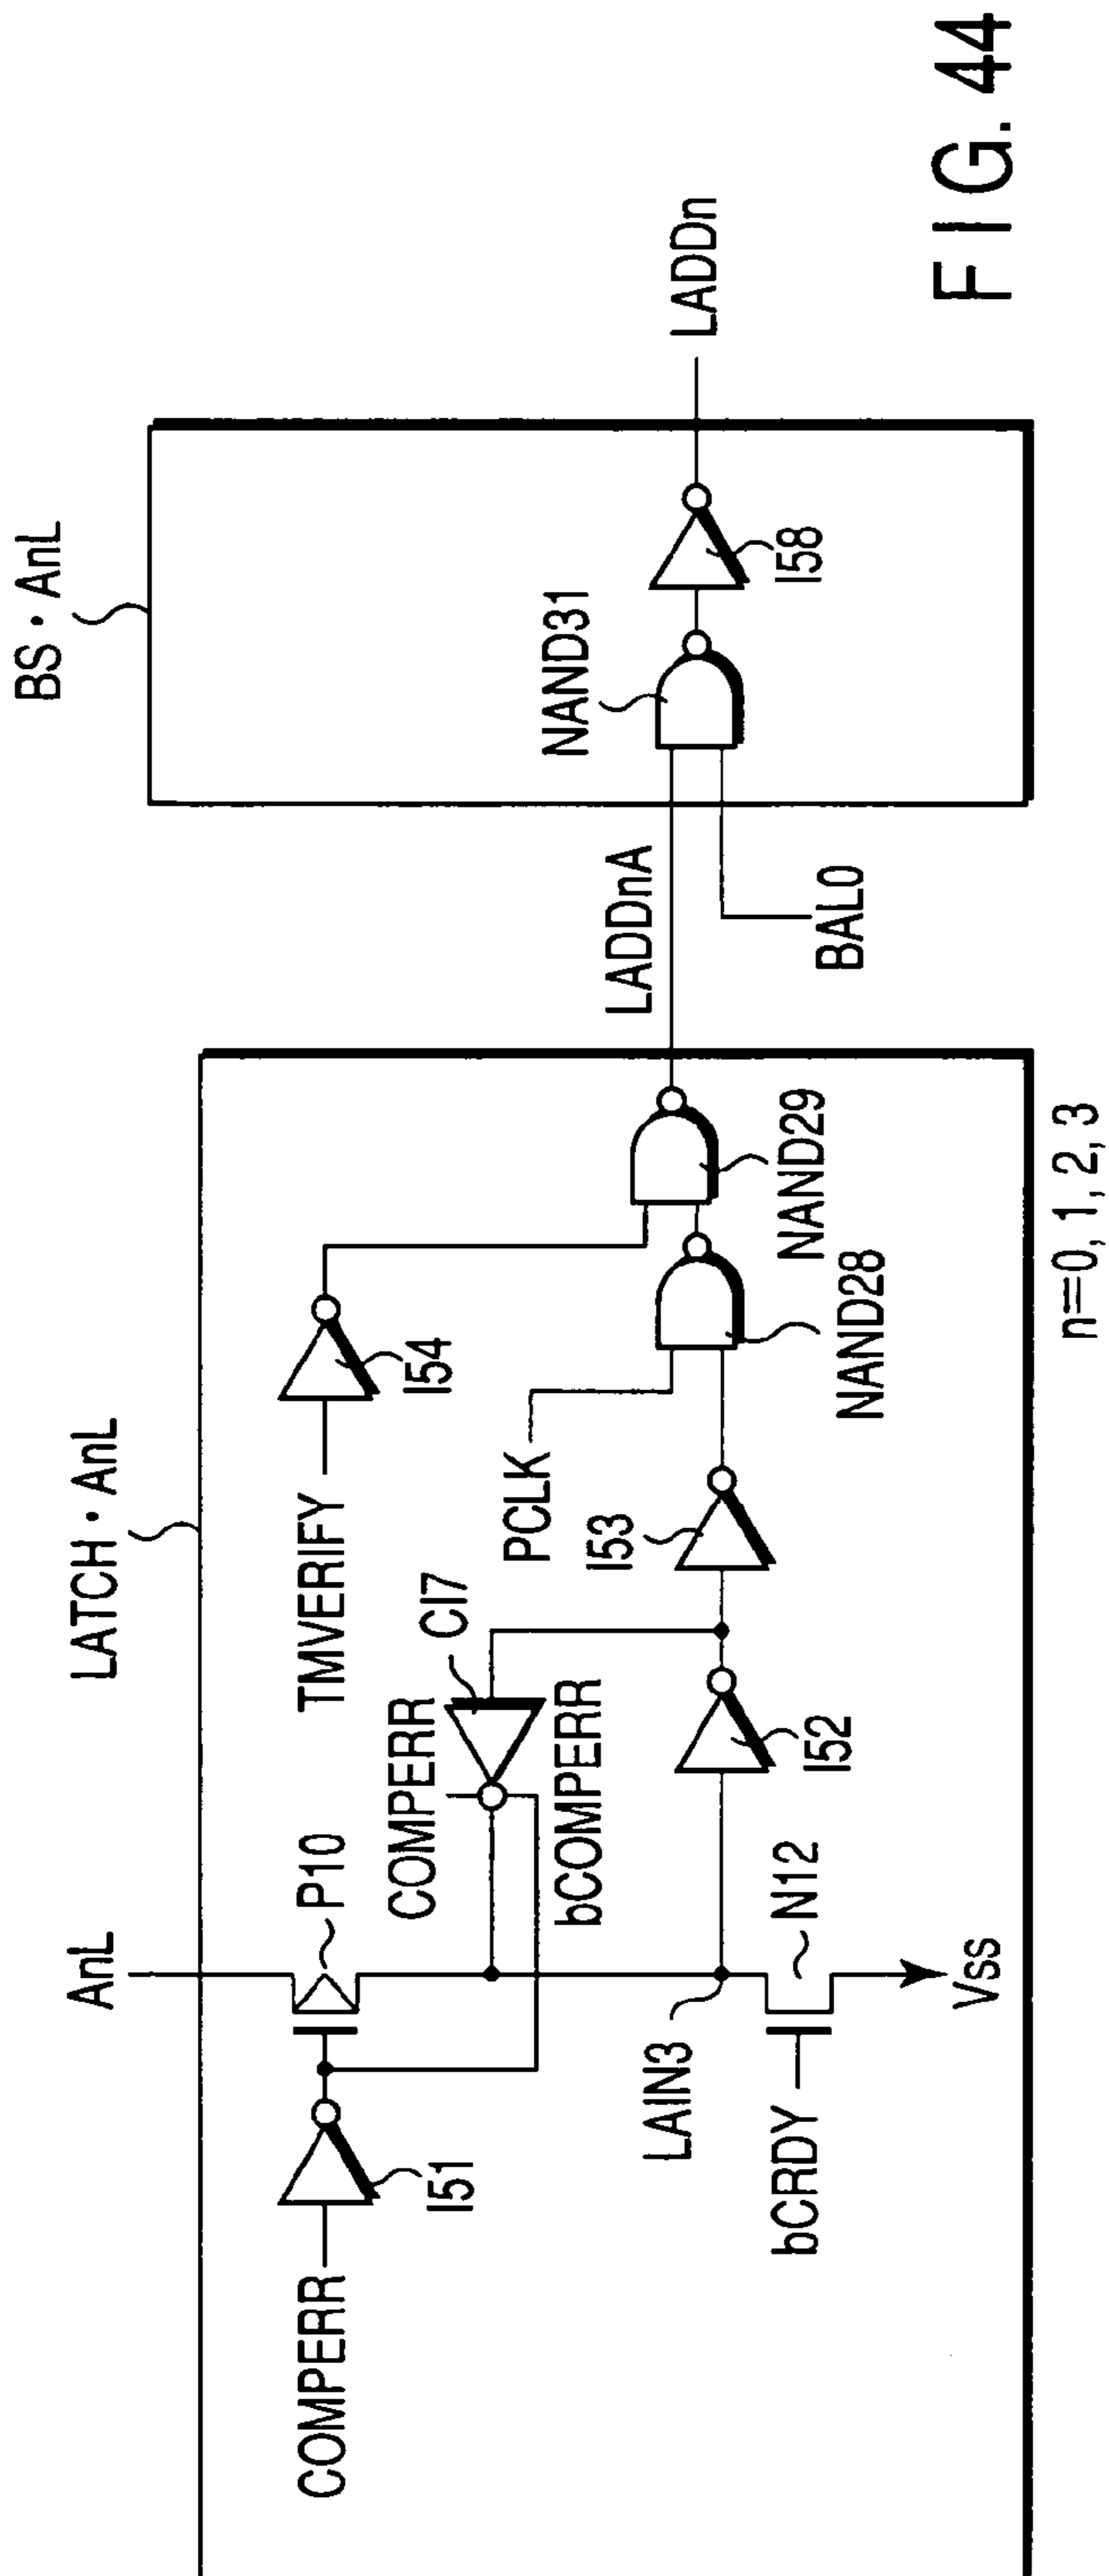 LATCH・AnL
BS・AnL
AnL
P10
COMPERR
I51
COMPERR
CI7
bCOMPERR
TMVERIFY
I54
PCLK
LAIN3
I52
I53
NAND28
NAND29
bCRDY
N12
Vss
LADDnA
BAL0
NAND31
I58
LADDn
n=0, 1, 2, 3
FIG. 44